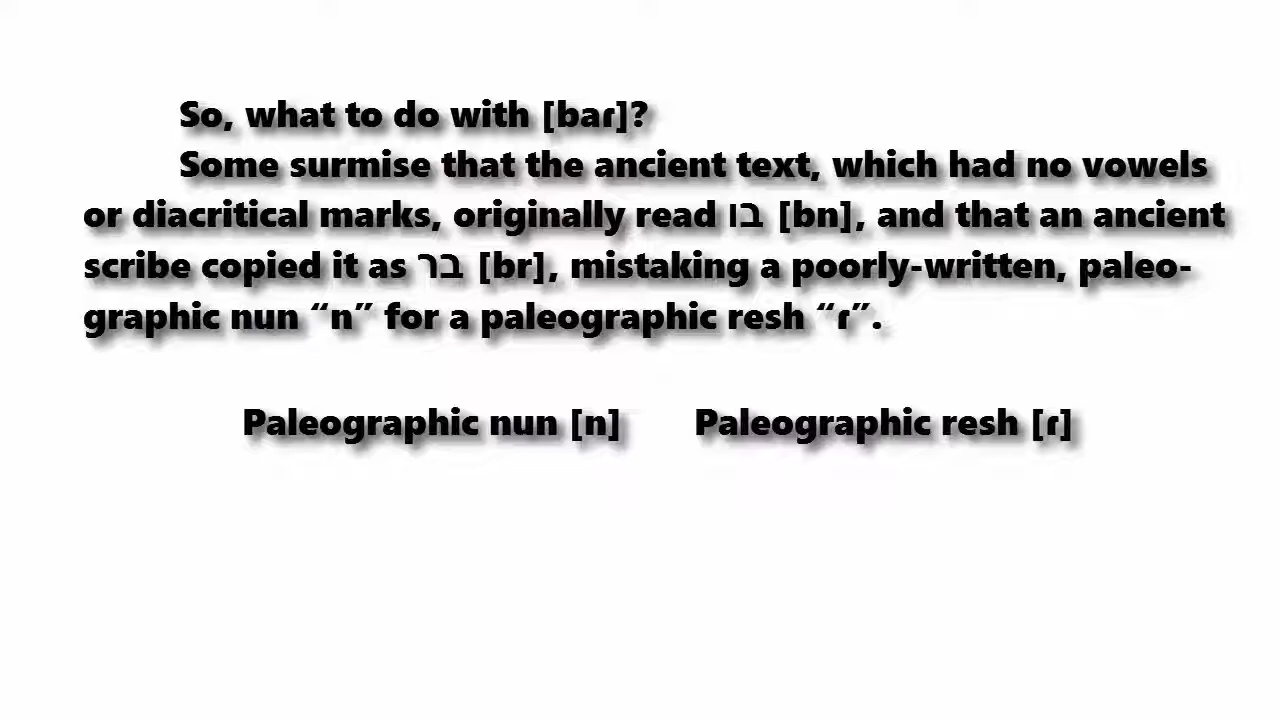 So, what to do with [bar]?
Some surmise that the ancient text, which had no vowels
or diacritical marks, originally read בו [bn], and that an ancient
scribe copied it as בר [br], mistaking a poorly-written, paleo-
graphic nun “n” for a paleographic resh “r”.
Paleographic nun [n] Paleographic resh [r]